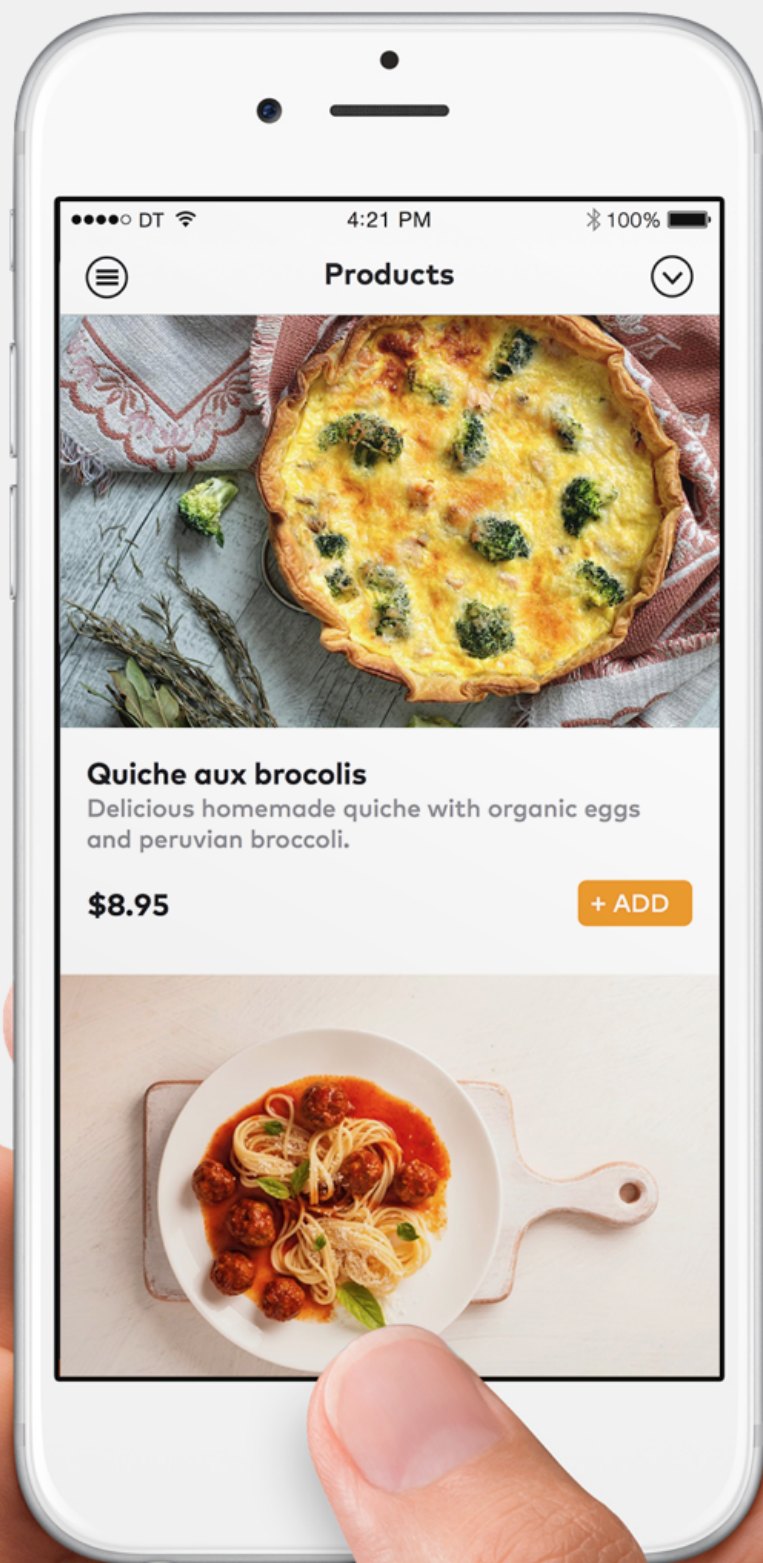 DT
4:21 PM
100%
Products
Quiche aux brocolis
Delicious homemade quiche with organic eggs
and peruvian broccoli.
$8.95
+ ADD